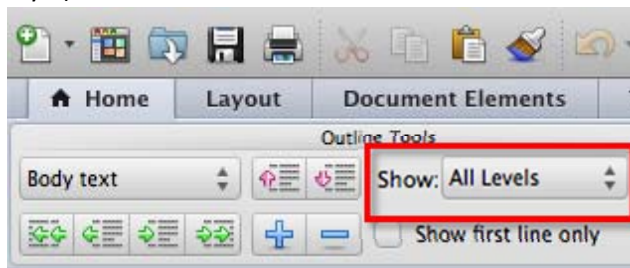 Home Layout Document Elements
Outline Tools
Body text Show: All Levels
Show first line only